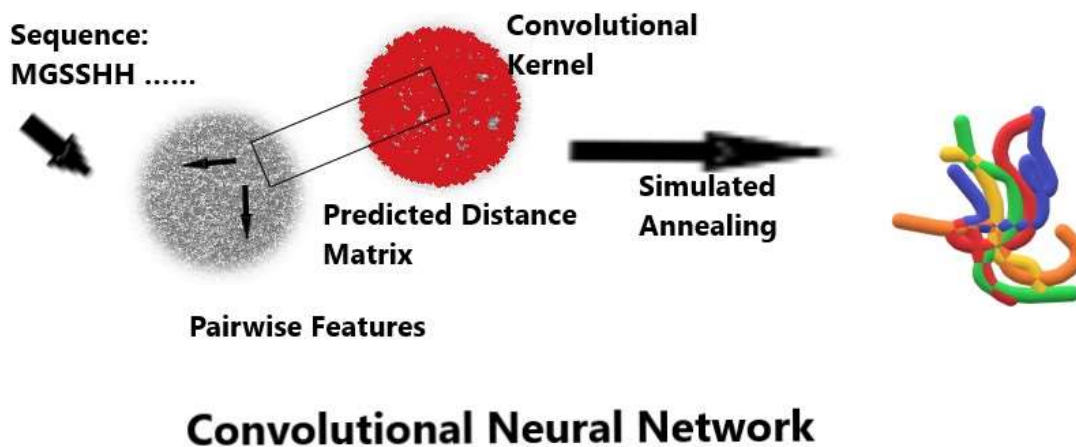 Sequence:
MGSSHH ......
Convolutional
Kernel
Predicted Distance
Matrix
Simulated
Annealing
Pairwise Features
Convolutional Neural Network